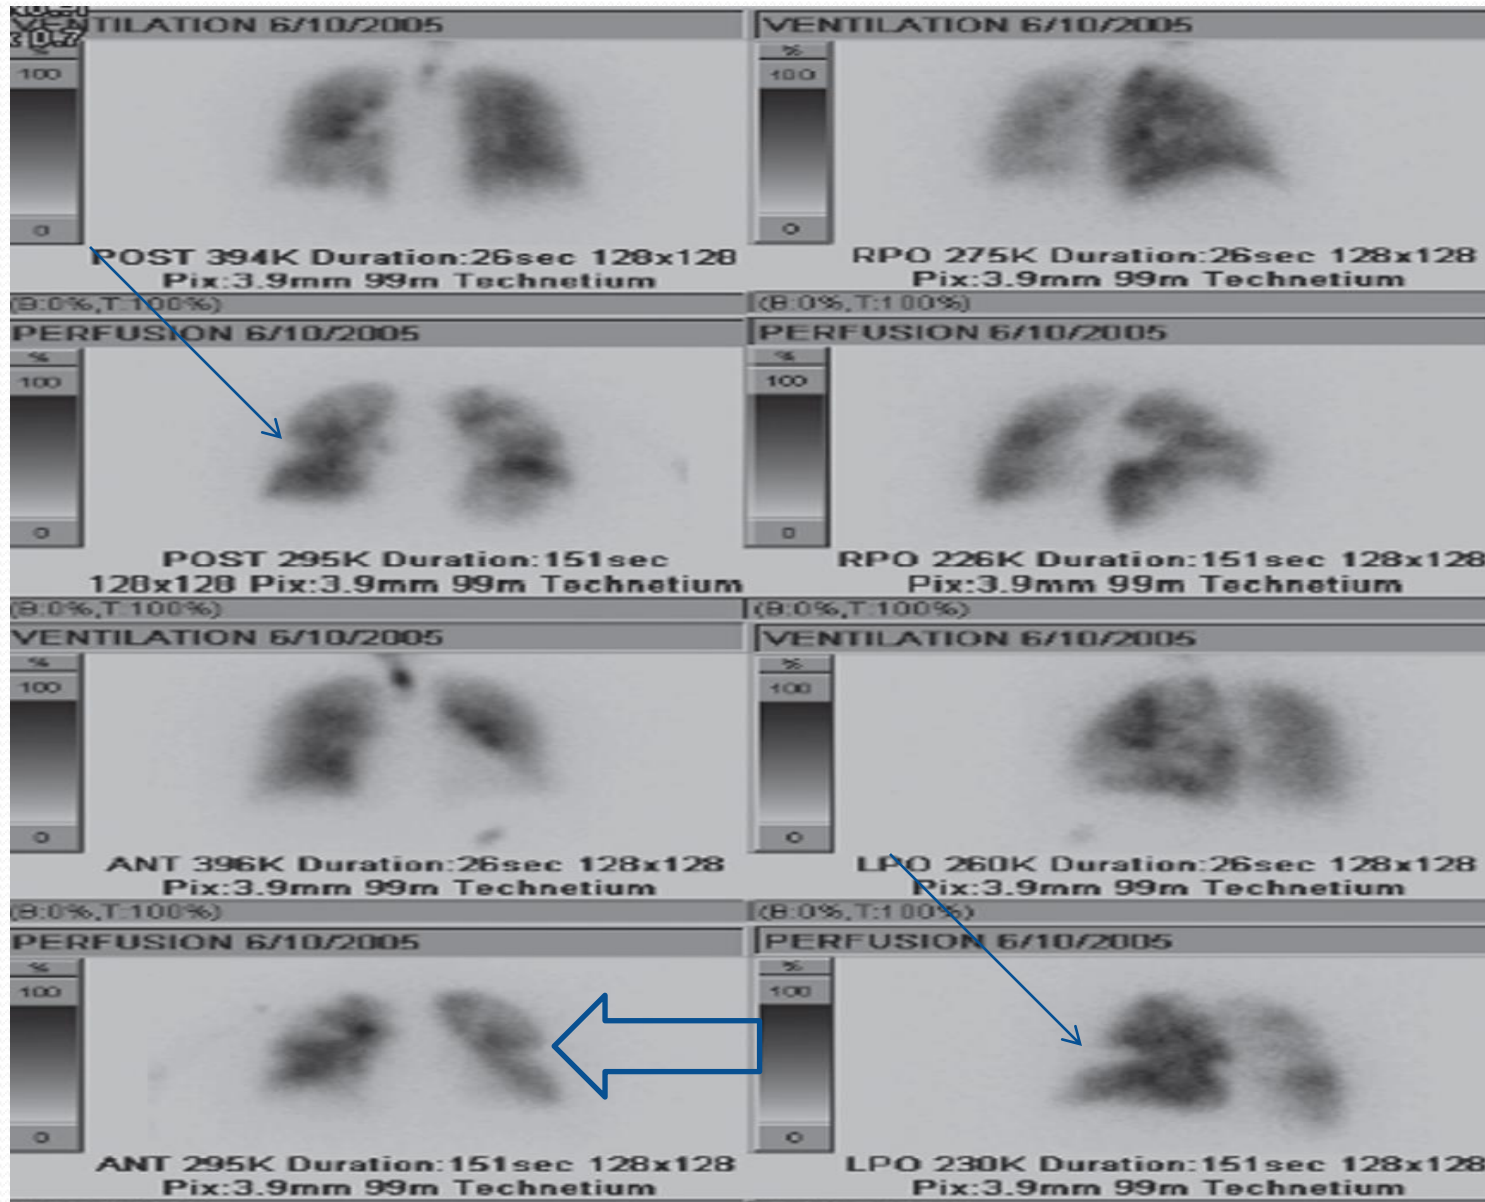 VENTILATION 6/10/2005
%
100
0
POST 394K Duration:26sec 128x128
Pix:3.9mm 99m Technetium
(B:0%,T:100%)
VENTILATION 6/10/2005
%
100
0
RPO 275K Duration:26sec 128x128
Pix:3.9mm 99m Technetium
(B:0%,T:100%)
PERFUSION 6/10/2005
%
100
0
POST 295K Duration:151sec
128x128 Pix:3.9mm 99m Technetium
(B:0%,T:100%)
PERFUSION 6/10/2005
%
100
0
RPO 226K Duration:151sec 128x128
Pix:3.9mm 99m Technetium
(B:0%,T:100%)
VENTILATION 6/10/2005
%
100
0
ANT 396K Duration:26sec 128x128
Pix:3.9mm 99m Technetium
(B:0%,T:100%)
VENTILATION 6/10/2005
%
100
0
LPO 260K Duration:26sec 128x128
Pix:3.9mm 99m Technetium
(B:0%,T:100%)
PERFUSION 6/10/2005
%
100
0
ANT 295K Duration:151sec 128x128
Pix:3.9mm 99m Technetium
PERFUSION 6/10/2005
%
100
0
LPO 230K Duration:151sec 128x128
Pix:3.9mm 99m Technetium